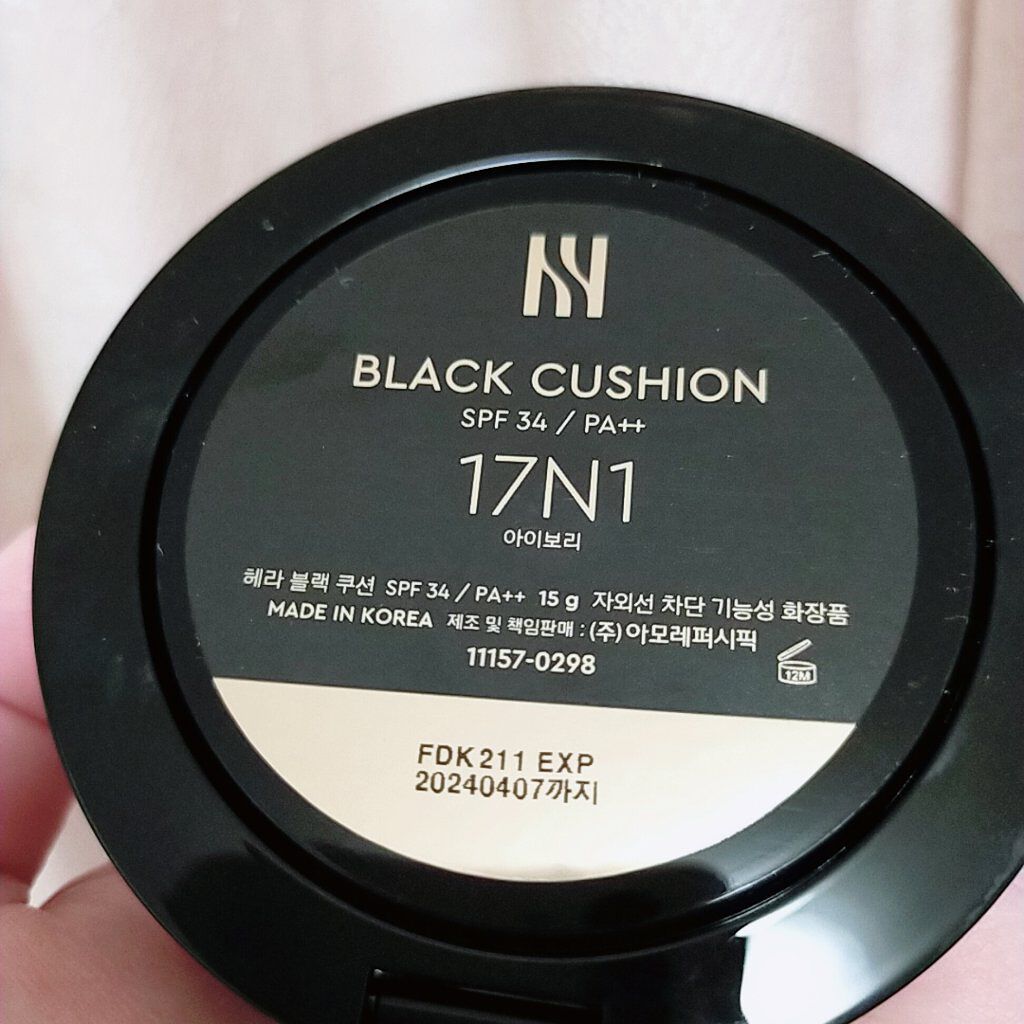 BLACK CUSHION
SPF 34 / PA++
17N1
아이보리
헤라 블랙 쿠션 SPF 34 / PA++ 15 g 자외선 차단 기능성 화장품
MADE IN KOREA 제조 및 책임판매 : (주)아모레퍼시픽
11157-0298
12M
FDK211 EXP
20240407까지